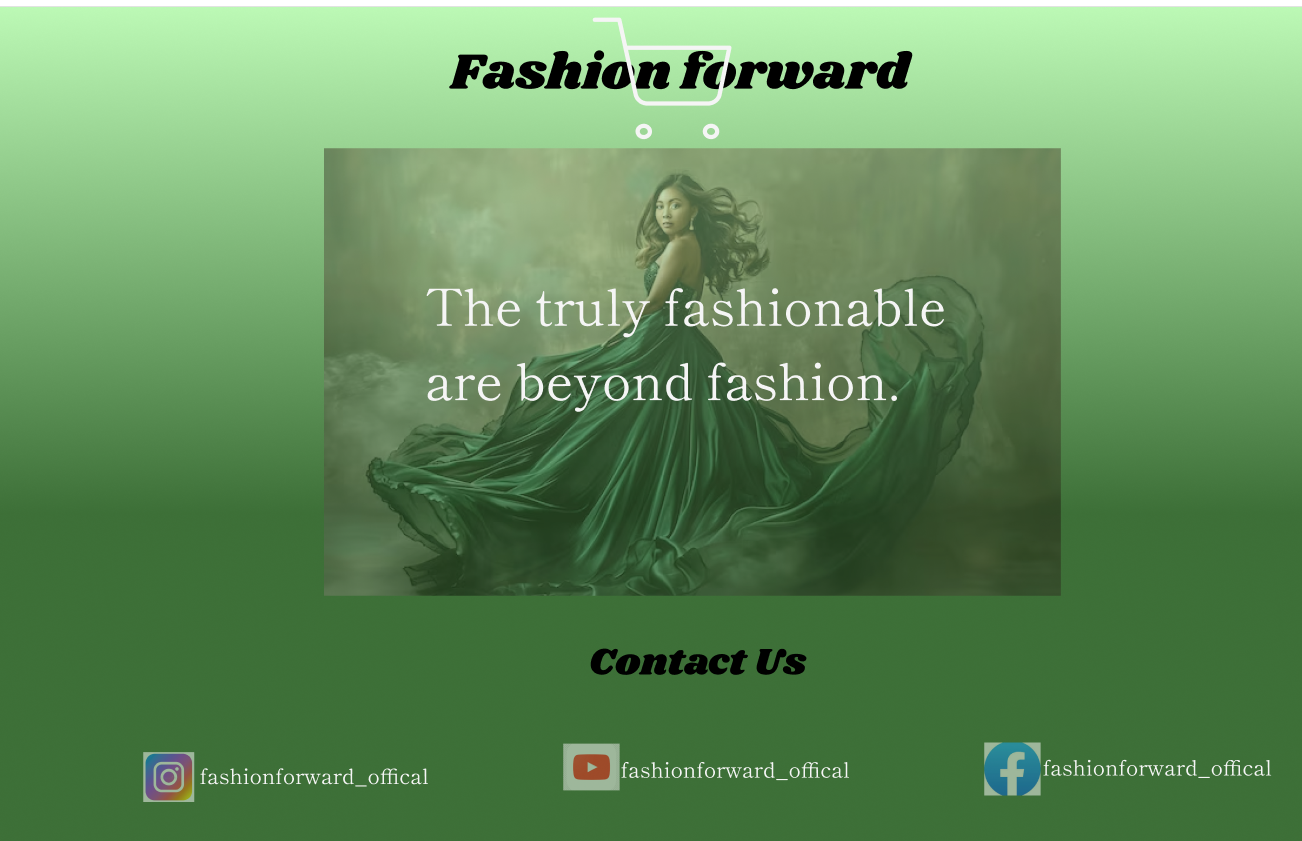 Fashion forward
The truly fashionable
are beyond fashion.
Contact Us
fashionforward_offical
fashionforward_offical
fashionforward_offical